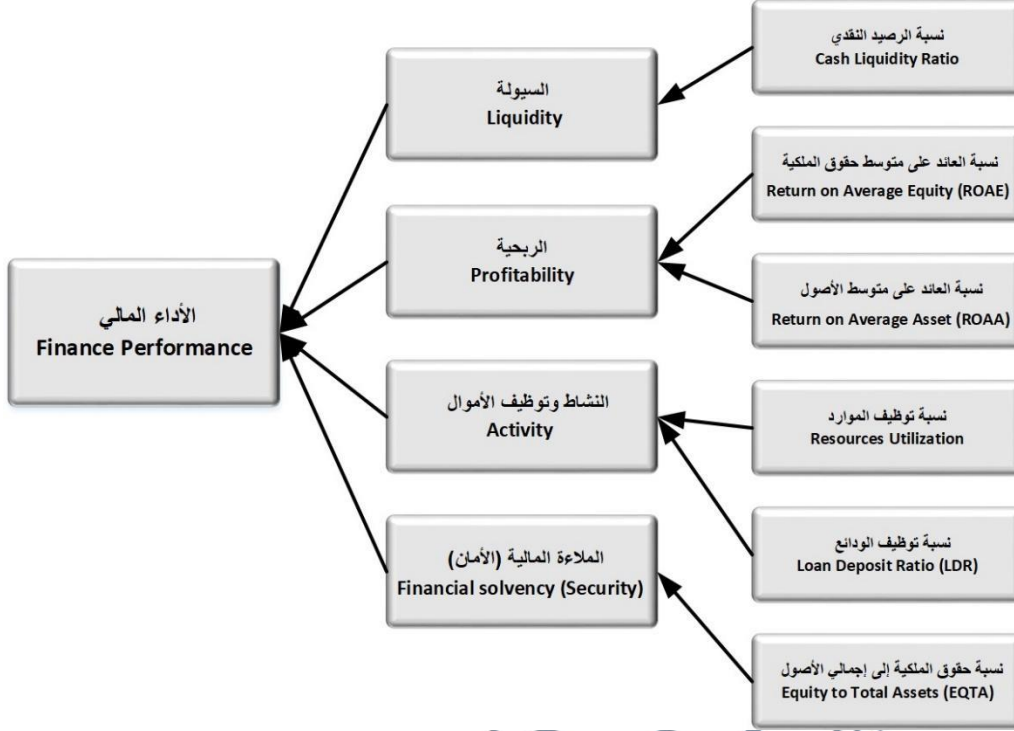 الأداء المالي
Finance Performance
السيولة
Liquidity
الربحية
Profitability
النشاط وتوظيف الأموال
Activity
الملاءة المالية (الأمان)
Financial solvency (Security)
نسبة الرصيد النقدي
Cash Liquidity Ratio
نسبة العائد على متوسط حقوق الملكية
Return on Average Equity (ROAE)
نسبة العائد على متوسط الأصول
Return on Average Asset (ROAA)
نسبة توظيف الموارد
Resources Utilization
نسبة توظيف الودائع
Loan Deposit Ratio (LDR)
نسبة حقوق الملكية إلى إجمالي الأصول
Equity to Total Assets (EQTA)